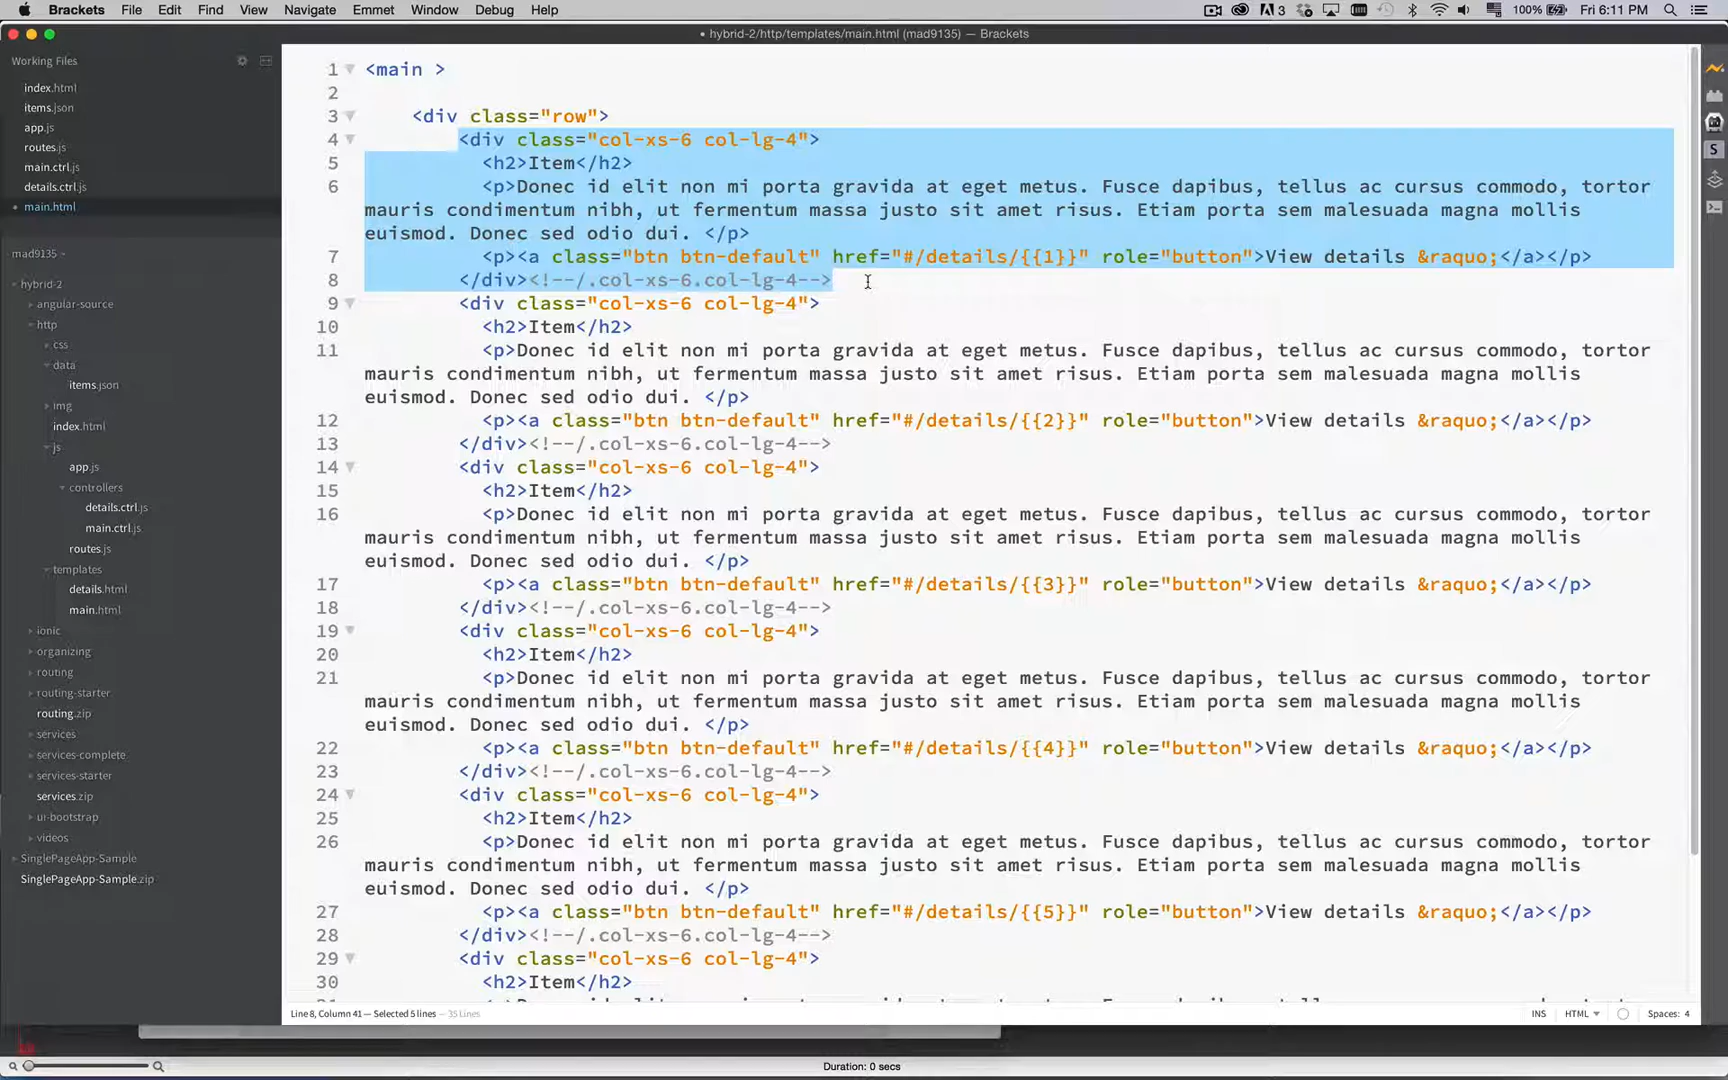 Brackets File Edit Find View Navigate Emmet Window Debug Help 3 100% Fri 6:11 PM
• hybrid-2/http/templates/main.html (mad9135) — Brackets
Working Files
index.html
items.json
app.js
routes.js
main.ctrl.js
details.ctrl.js
• main.html
mad9135
hybrid-2
angular-source
http
css
data
items.json
img
index.html
js
app.js
controllers
details.ctrl.js
main.ctrl.js
routes.js
templates
details.html
main.html
ionic
organizing
routing
routing-starter
routing.zip
services
services-complete
services-starter
services.zip
ui-bootstrap
videos
SinglePageApp-Sample
SinglePageApp-Sample.zip
1 <main >
2
3 <div class="row">
4 <div class="col-xs-6 col-lg-4">
5 <h2>Item</h2>
6 <p>Donec id elit non mi porta gravida at eget metus. Fusce dapibus, tellus ac cursus commodo, tortor
mauris condimentum nibh, ut fermentum massa justo sit amet risus. Etiam porta sem malesuada magna mollis
euismod. Donec sed odio dui. </p>
7 <p><a class="btn btn-default" href="#/details/{{1}}" role="button">View details &raquo;</a></p>
8 </div><!--/.col-xs-6.col-lg-4-->
9 <div class="col-xs-6 col-lg-4">
10 <h2>Item</h2>
11 <p>Donec id elit non mi porta gravida at eget metus. Fusce dapibus, tellus ac cursus commodo, tortor
mauris condimentum nibh, ut fermentum massa justo sit amet risus. Etiam porta sem malesuada magna mollis
euismod. Donec sed odio dui. </p>
12 <p><a class="btn btn-default" href="#/details/{{2}}" role="button">View details &raquo;</a></p>
13 </div><!--/.col-xs-6.col-lg-4-->
14 <div class="col-xs-6 col-lg-4">
15 <h2>Item</h2>
16 <p>Donec id elit non mi porta gravida at eget metus. Fusce dapibus, tellus ac cursus commodo, tortor
mauris condimentum nibh, ut fermentum massa justo sit amet risus. Etiam porta sem malesuada magna mollis
euismod. Donec sed odio dui. </p>
17 <p><a class="btn btn-default" href="#/details/{{3}}" role="button">View details &raquo;</a></p>
18 </div><!--/.col-xs-6.col-lg-4-->
19 <div class="col-xs-6 col-lg-4">
20 <h2>Item</h2>
21 <p>Donec id elit non mi porta gravida at eget metus. Fusce dapibus, tellus ac cursus commodo, tortor
mauris condimentum nibh, ut fermentum massa justo sit amet risus. Etiam porta sem malesuada magna mollis
euismod. Donec sed odio dui. </p>
22 <p><a class="btn btn-default" href="#/details/{{4}}" role="button">View details &raquo;</a></p>
23 </div><!--/.col-xs-6.col-lg-4-->
24 <div class="col-xs-6 col-lg-4">
25 <h2>Item</h2>
26 <p>Donec id elit non mi porta gravida at eget metus. Fusce dapibus, tellus ac cursus commodo, tortor
mauris condimentum nibh, ut fermentum massa justo sit amet risus. Etiam porta sem malesuada magna mollis
euismod. Donec sed odio dui. </p>
27 <p><a class="btn btn-default" href="#/details/{{5}}" role="button">View details &raquo;</a></p>
28 </div><!--/.col-xs-6.col-lg-4-->
29 <div class="col-xs-6 col-lg-4">
30 <h2>Item</h2>
Line 8, Column 41 — Selected 5 lines — 35 Lines INS HTML Spaces: 4
Duration: 0 secs